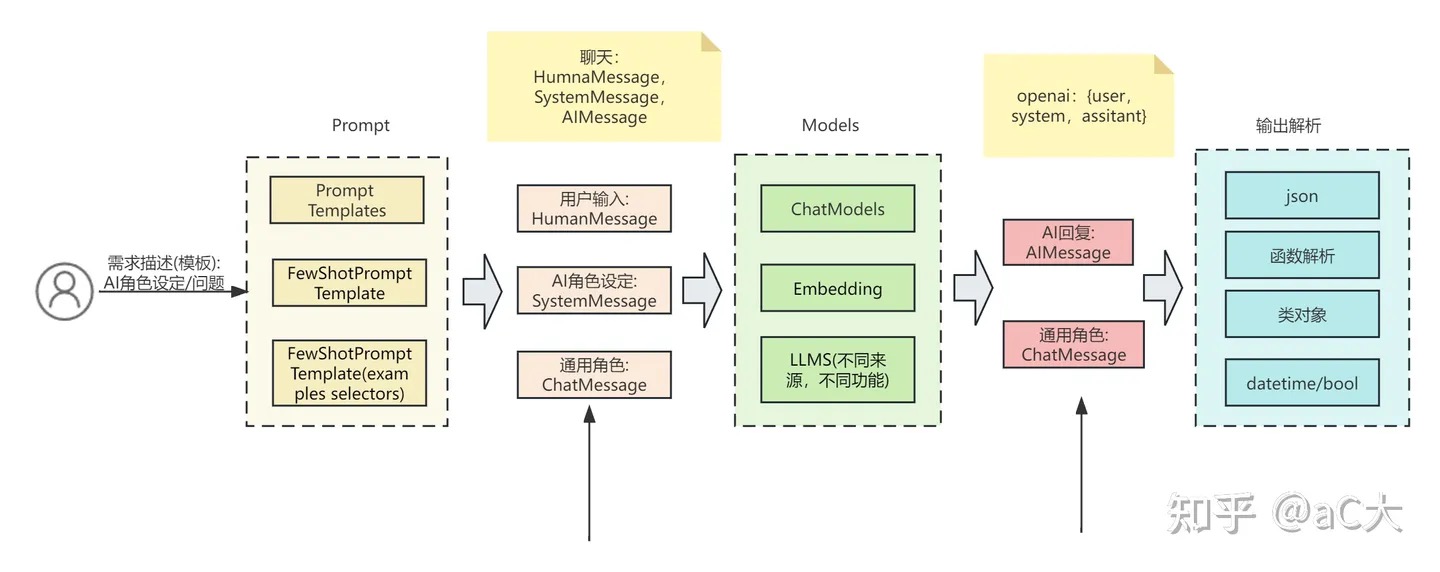 聊天:
HumnaMessage,
SystemMessage,
AIMessage
openai: {user,
system, assitant}
Prompt
Models
输出解析
需求描述(模板):
AI角色设定/问题
Prompt
Templates
FewShotPrompt
Template
FewShotPrompt
Template(exam
ples selectors)
用户输入:
HumanMessage
AI角色设定:
SystemMessage
通用角色:
ChatMessage
ChatModels
Embedding
LLMS(不同来
源，不同功能)
AI回复:
AIMessage
通用角色:
ChatMessage
json
函数解析
类对象
datetime/bool
知乎 @aC大